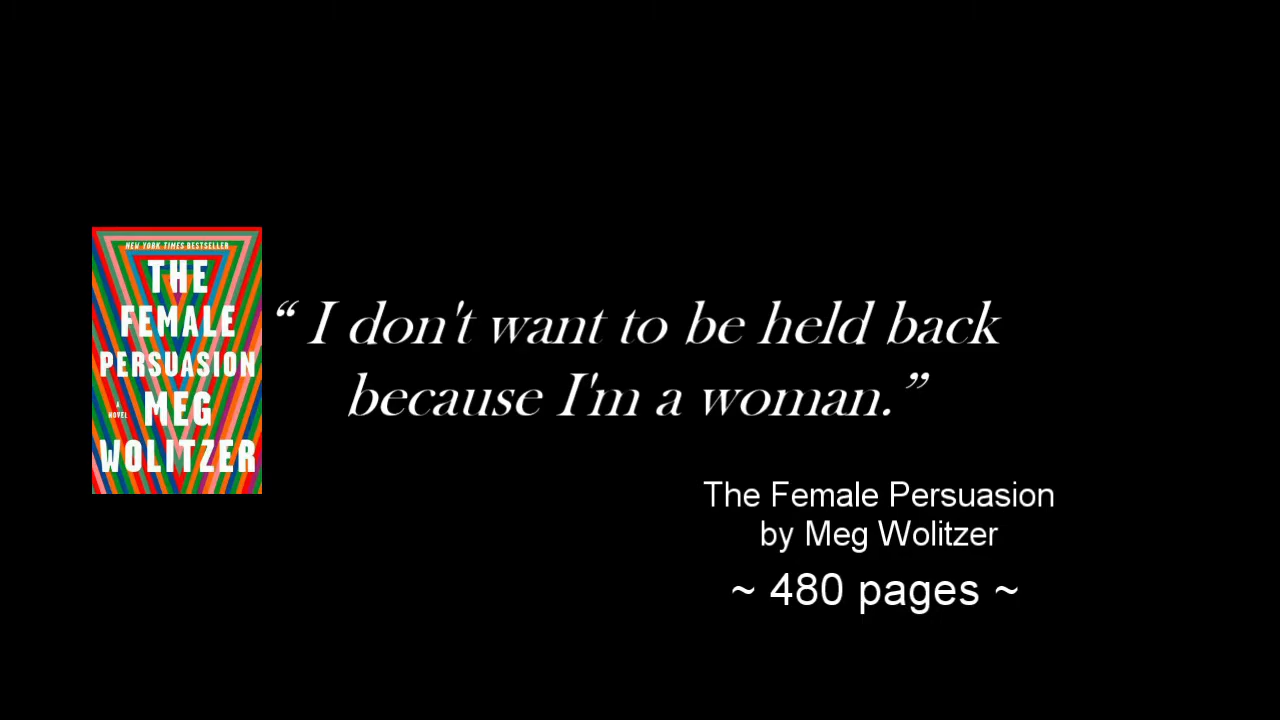 NEW YORK TIMES BESTSELLER
THE
FEMALE
PERSUASION
A
NOVEL
MEG
WOLITZER
“ I don't want to be held back
because I'm a woman.”
The Female Persuasion
by Meg Wolitzer
~ 480 pages ~